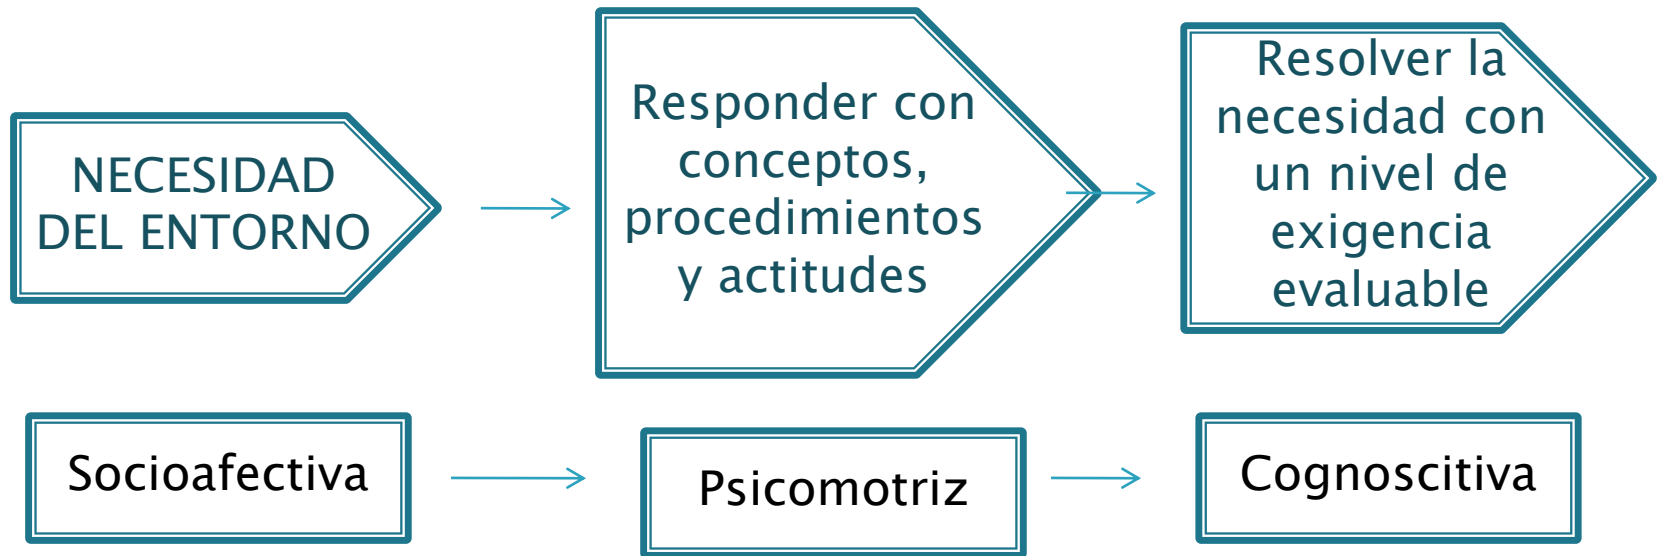 NECESIDAD
DEL ENTORNO
Responder con
conceptos,
procedimientos
y actitudes
Resolver la
necesidad con
un nivel de
exigencia
evaluable
Socioafectiva
Psicomotriz
Cognoscitiva